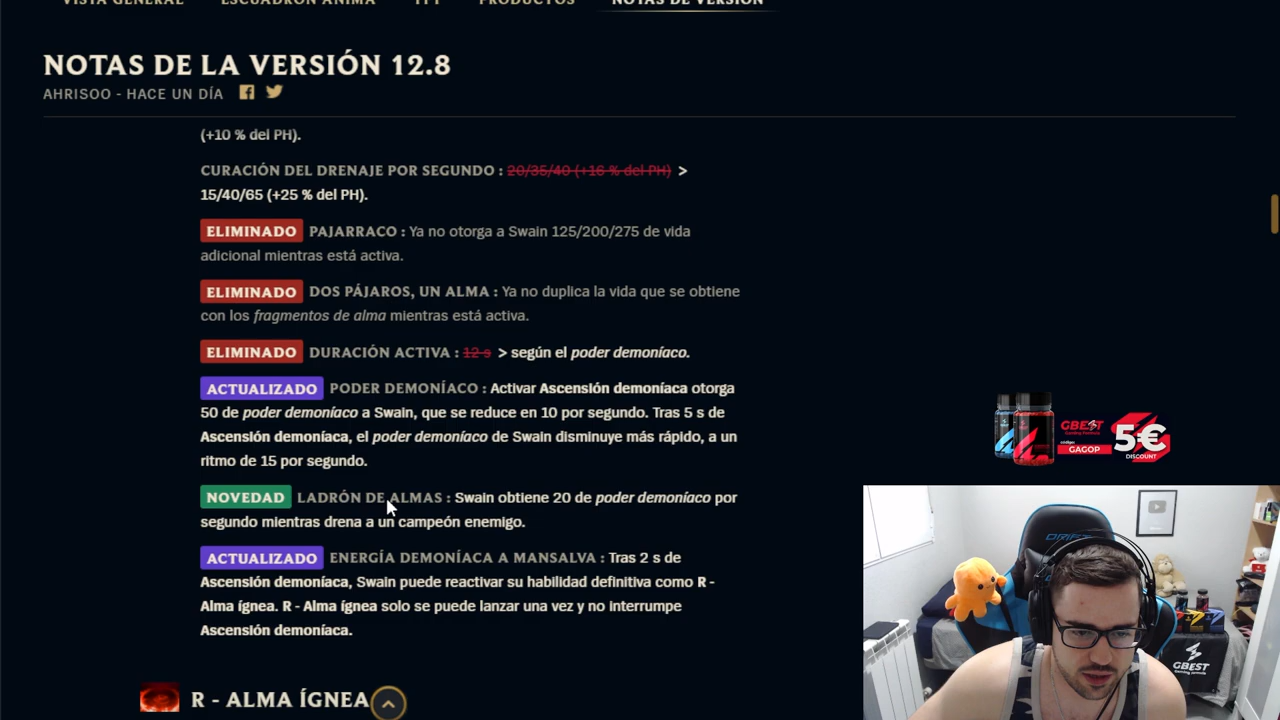 VISTA GENERAL ESCUADRÓN ÁNIMA TFT PRODUCTOS NOTAS DE VERSIÓN
NOTAS DE LA VERSIÓN 12.8
AHRISOO - HACE UN DÍA
(+10 % del PH).
CURACIÓN DEL DRENAJE POR SEGUNDO : 20/35/40 (+16 % del PH) >
15/40/65 (+25 % del PH).
ELIMINADO PAJARRACO : Ya no otorga a Swain 125/200/275 de vida
adicional mientras está activa.
ELIMINADO DOS PÁJAROS, UN ALMA : Ya no duplica la vida que se obtiene
con los fragmentos de alma mientras está activa.
ELIMINADO DURACIÓN ACTIVA : 12 s > según el poder demoníaco.
ACTUALIZADO PODER DEMONÍACO : Activar Ascensión demoníaca otorga
50 de poder demoníaco a Swain, que se reduce en 10 por segundo. Tras 5 s de
Ascensión demoníaca, el poder demoníaco de Swain disminuye más rápido, a un
ritmo de 15 por segundo.
NOVEDAD LADRÓN DE ALMAS : Swain obtiene 20 de poder demoníaco por
segundo mientras drena a un campeón enemigo.
ACTUALIZADO ENERGÍA DEMONÍACA A MANSALVA : Tras 2 s de
Ascensión demoníaca, Swain puede reactivar su habilidad definitiva como R -
Alma ígnea. R - Alma ígnea solo se puede lanzar una vez y no interrumpe
Ascensión demoníaca.
R - ALMA ÍGNEA
GBEST
Gaming Formula
código
GAGOP
5€
DISCOUNT
DRIFT
GBEST